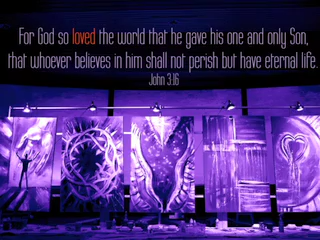 For God so loved the world that he gave his one and only Son,
that whoever believes in him shall not perish but have eternal life.
John 3:16